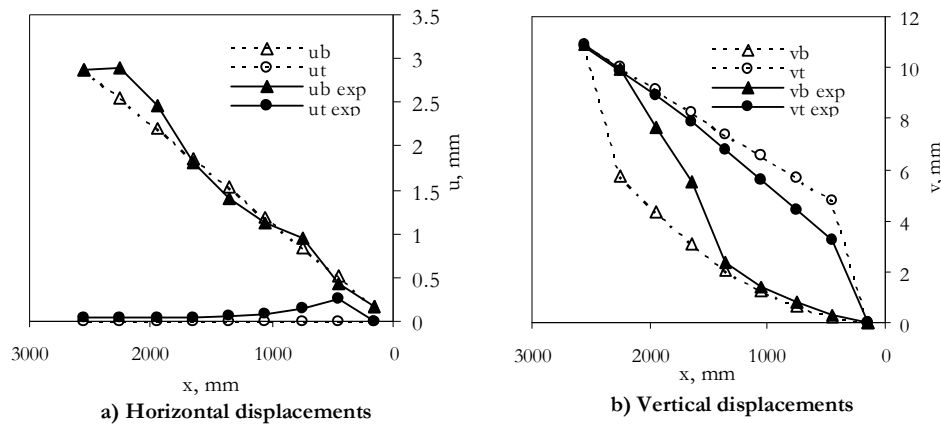 3.5
ub
ut
ub exp
ut exp
3
2.5
2
1.5
1
0.5
0
u, mm
3000
2000
1000
0
x, mm
a) Horizontal displacements
12
vb
vt
vb exp
vt exp
10
8
6
4
2
0
v, mm
3000
2000
1000
0
x, mm
b) Vertical displacements